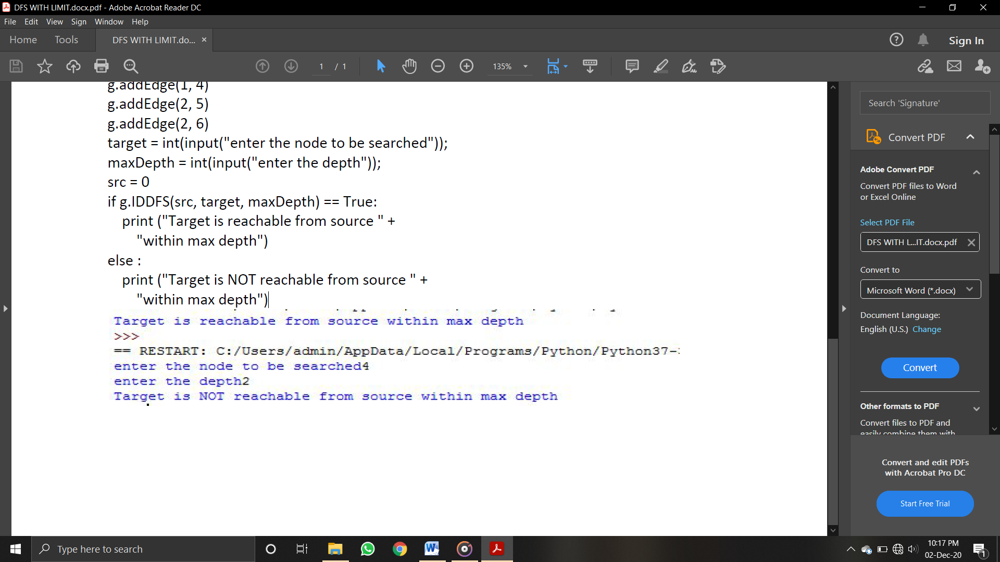 DFS WITH LIMIT.docx.pdf - Adobe Acrobat Reader DC
File Edit View Sign Window Help
Home Tools DFS WITH LIMIT.do... × Sign In
1 / 1 135%
g.addEdge(1, 4)
g.addEdge(2, 5)
g.addEdge(2, 6)
target = int(input("enter the node to be searched"));
maxDepth = int(input("enter the depth"));
src = 0
if g.IDDFS(src, target, maxDepth) == True:
print ("Target is reachable from source " +
"within max depth")
else :
print ("Target is NOT reachable from source " +
"within max depth")
Target is reachable from source within max depth
>>>
== RESTART: C:/Users/admin/AppData/Local/Programs/Python/Python37-
enter the node to be searched4
enter the depth2
Target is NOT reachable from source within max depth
Search 'Signature'
Convert PDF
Adobe Convert PDF
Convert PDF files to Word
or Excel Online
Select PDF File
DFS WITH L...IT.docx.pdf
Convert to
Microsoft Word (*.docx)
Document Language:
English (U.S.) Change
Convert
Other formats to PDF
Convert files to PDF and
easily combine them with
Convert and edit PDFs
with Acrobat Pro DC
Start Free Trial
Type here to search
10:17 PM
02-Dec-20
1